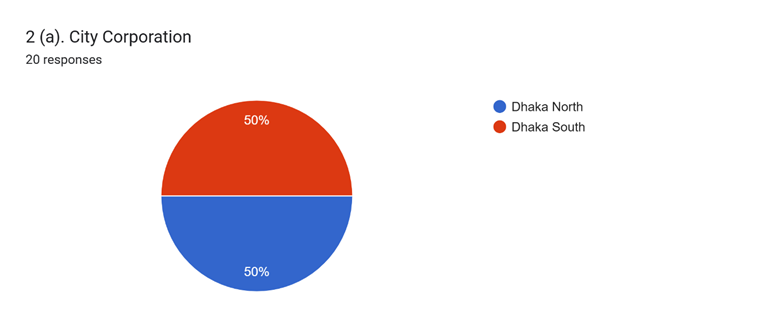 2 (a). City Corporation
20 responses
50%
50%
Dhaka North
Dhaka South